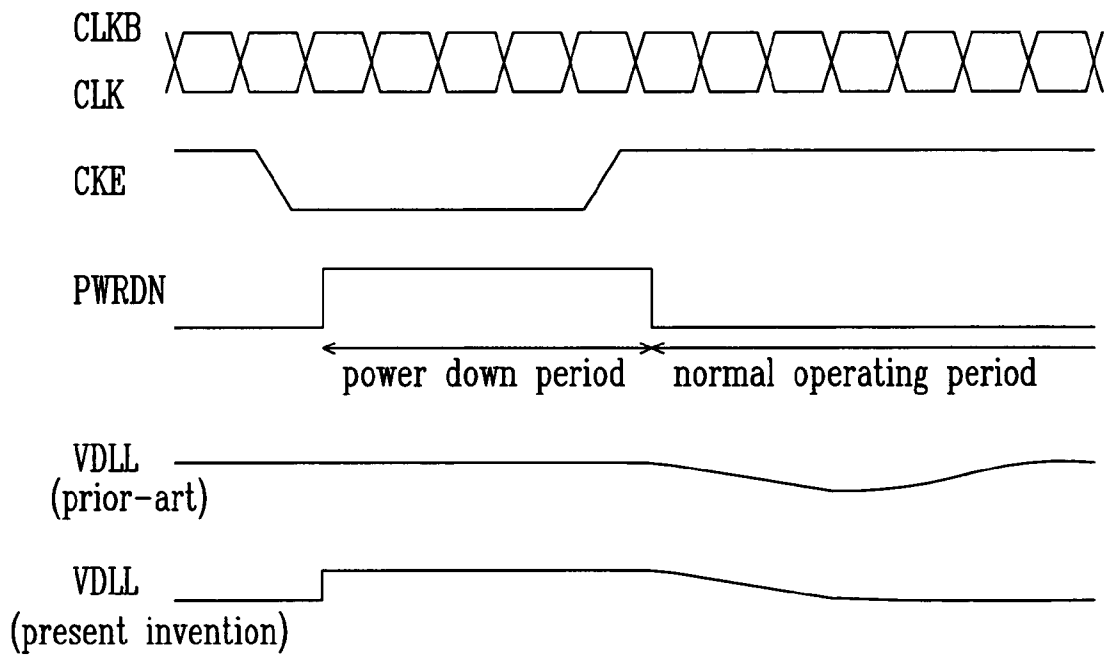 CLKB
CLK
CKE
PWRDN
power down period
normal operating period
VDLL
(prior-art)
VDLL
(present invention)